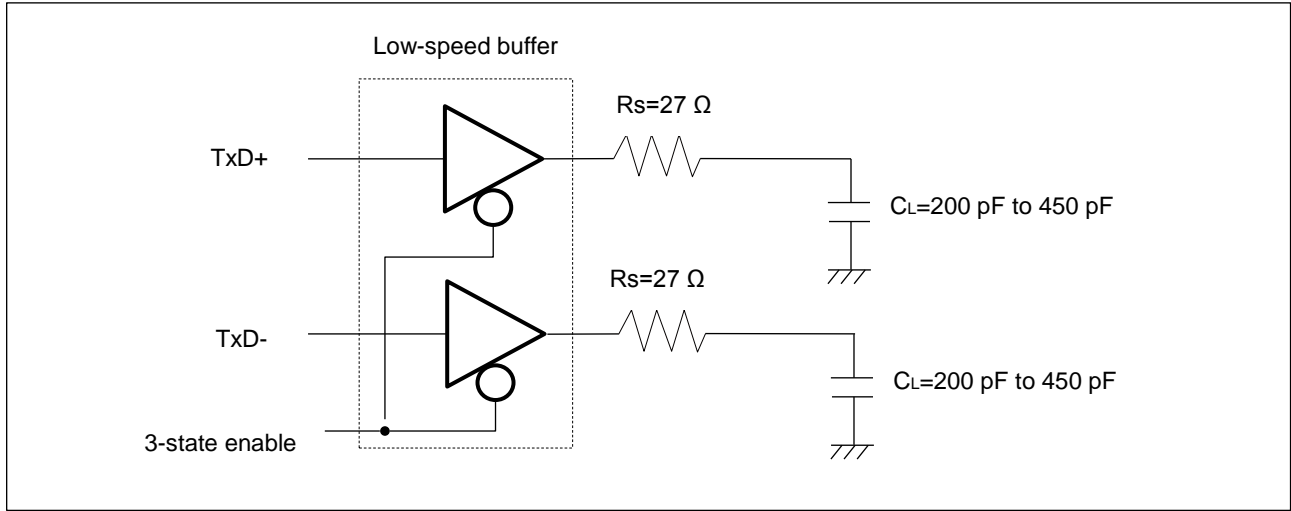 Low-speed buffer
Rs=27 Ω
TxD+
CL=200 pF to 450 pF
Rs=27 Ω
TxD-
CL=200 pF to 450 pF
3-state enable